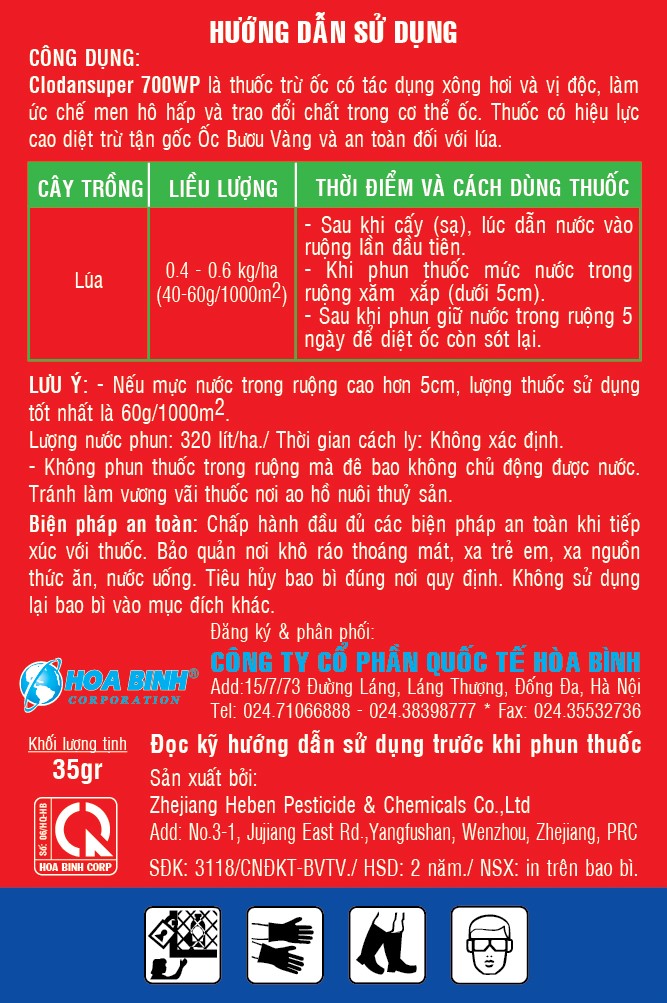 HƯỚNG DẪN SỬ DỤNG
CÔNG DỤNG:
Clodansuper 700WP là thuốc trừ ốc có tác dụng xông hơi và vị độc, làm
ức chế men hô hấp và trao đổi chất trong cơ thể ốc. Thuốc có hiệu lực
cao diệt trừ tận gốc Ốc Bươu Vàng và an toàn đối với lúa.
CÂY TRỒNG LIỀU LƯỢNG THỜI ĐIỂM VÀ CÁCH DÙNG THUỐC
Lúa
0.4 - 0.6 kg/ha
(40-60g/1000m2)
- Sau khi cấy (sạ), lúc dẫn nước vào
ruộng lần đầu tiên.
- Khi phun thuốc mức nước trong
ruộng xăm xắp (dưới 5cm).
- Sau khi phun giữ nước trong ruộng 5
ngày để diệt ốc còn sót lại.
LƯU Ý: - Nếu mực nước trong ruộng cao hơn 5cm, lượng thuốc sử dụng
tốt nhất là 60g/1000m2.
Lượng nước phun: 320 lít/ha./ Thời gian cách ly: Không xác định.
- Không phun thuốc trong ruộng mà đê bao không chủ động được nước.
Tránh làm vương vãi thuốc nơi ao hồ nuôi thuỷ sản.
Biện pháp an toàn: Chấp hành đầu đủ các biện pháp an toàn khi tiếp
xúc với thuốc. Bảo quản nơi khô ráo thoáng mát, xa trẻ em, xa nguồn
thức ăn, nước uống. Tiêu hủy bao bì đúng nơi quy định. Không sử dụng
lại bao bì vào mục đích khác.
Đăng ký & phân phối:
HOA BINH®
CORPORATION
CÔNG TY CỔ PHẦN QUỐC TẾ HÒA BÌNH
Add:15/7/73 Đường Láng, Láng Thượng, Đống Đa, Hà Nội
Tel: 024.71066888 - 024.38398777 * Fax: 024.35532736
Khối lượng tịnh
35gr
Đọc kỹ hướng dẫn sử dụng trước khi phun thuốc
Sản xuất bởi:
Zhejiang Heben Pesticide & Chemicals Co.,Ltd
Add: No.3-1, Jujiang East Rd.,Yangfushan, Wenzhou, Zhejiang, PRC
SĐK: 3118/CNĐKT-BVTV./ HSD: 2 năm./ NSX: in trên bao bì.
Số: 06/HQ-HB
HOA BINH CORP